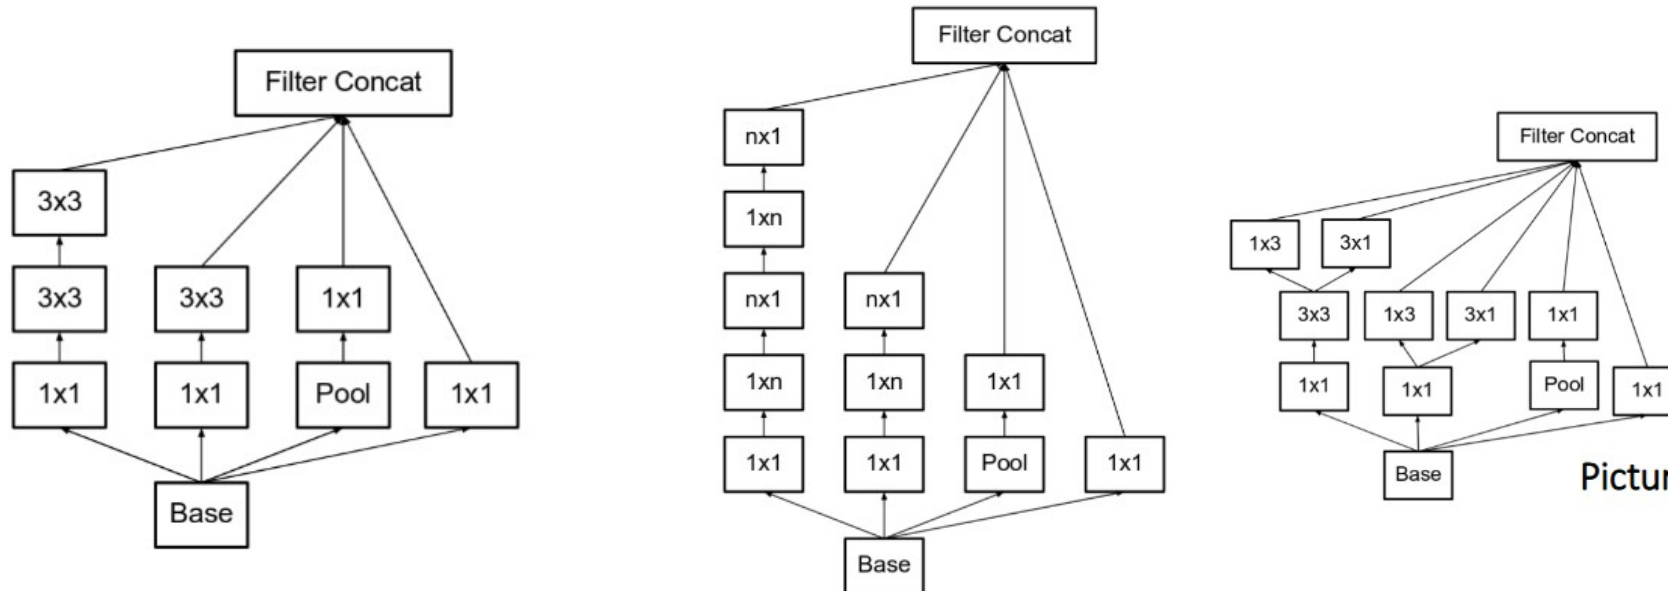 Filter Concat
3x3
3x3
3x3
1x1
1x1
1x1
Pool
1x1
Base
Filter Concat
nx1
1xn
nx1
nx1
1xn
1xn
1x1
1x1
1x1
Pool
1x1
Base
Filter Concat
1x3
3x1
3x3
1x3
3x1
1x1
1x1
1x1
Pool
1x1
Base